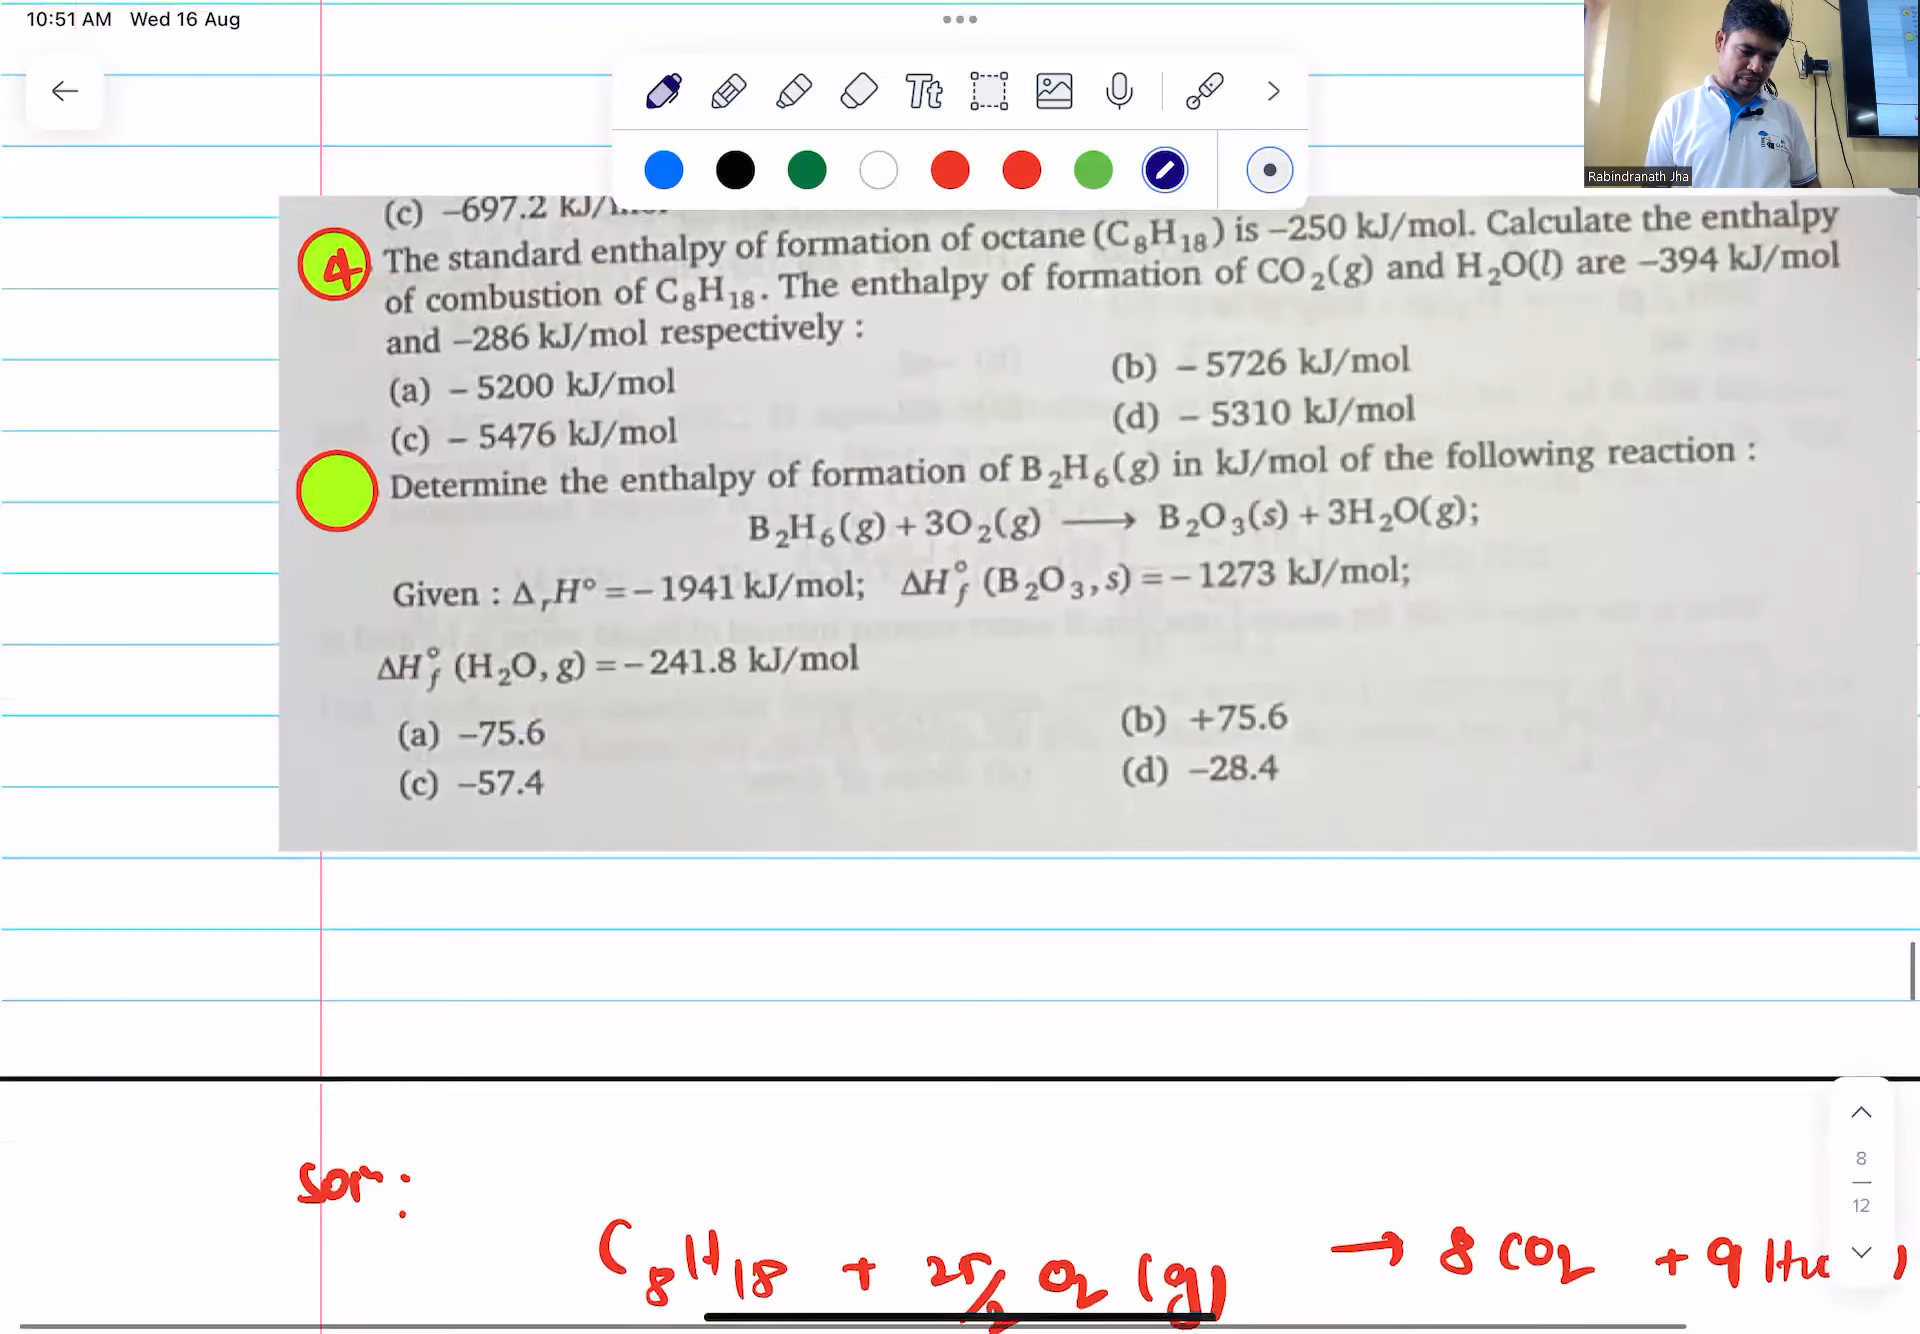 10:51 AM Wed 16 Aug
Tt
Rabindranath Jha
(c) –697.2 kJ/
4 The standard enthalpy of formation of octane (C₈H₁₈) is –250 kJ/mol. Calculate the enthalpy
of combustion of C₈H₁₈. The enthalpy of formation of CO₂(g) and H₂O(l) are –394 kJ/mol
and –286 kJ/mol respectively :
(a) – 5200 kJ/mol (b) – 5726 kJ/mol
(c) – 5476 kJ/mol (d) – 5310 kJ/mol
Determine the enthalpy of formation of B₂H₆(g) in kJ/mol of the following reaction :
B₂H₆(g) + 3O₂(g) ⟶ B₂O₃(s) + 3H₂O(g);
Given : ΔᵣH° = – 1941 kJ/mol; ΔH°f (B₂O₃, s) = – 1273 kJ/mol;
ΔH°f (H₂O, g) = – 241.8 kJ/mol
(a) –75.6 (b) +75.6
(c) –57.4 (d) –28.4
8
12
C₈H₁₈ + 25/2 O₂ (g) → 8 CO₂ + 9